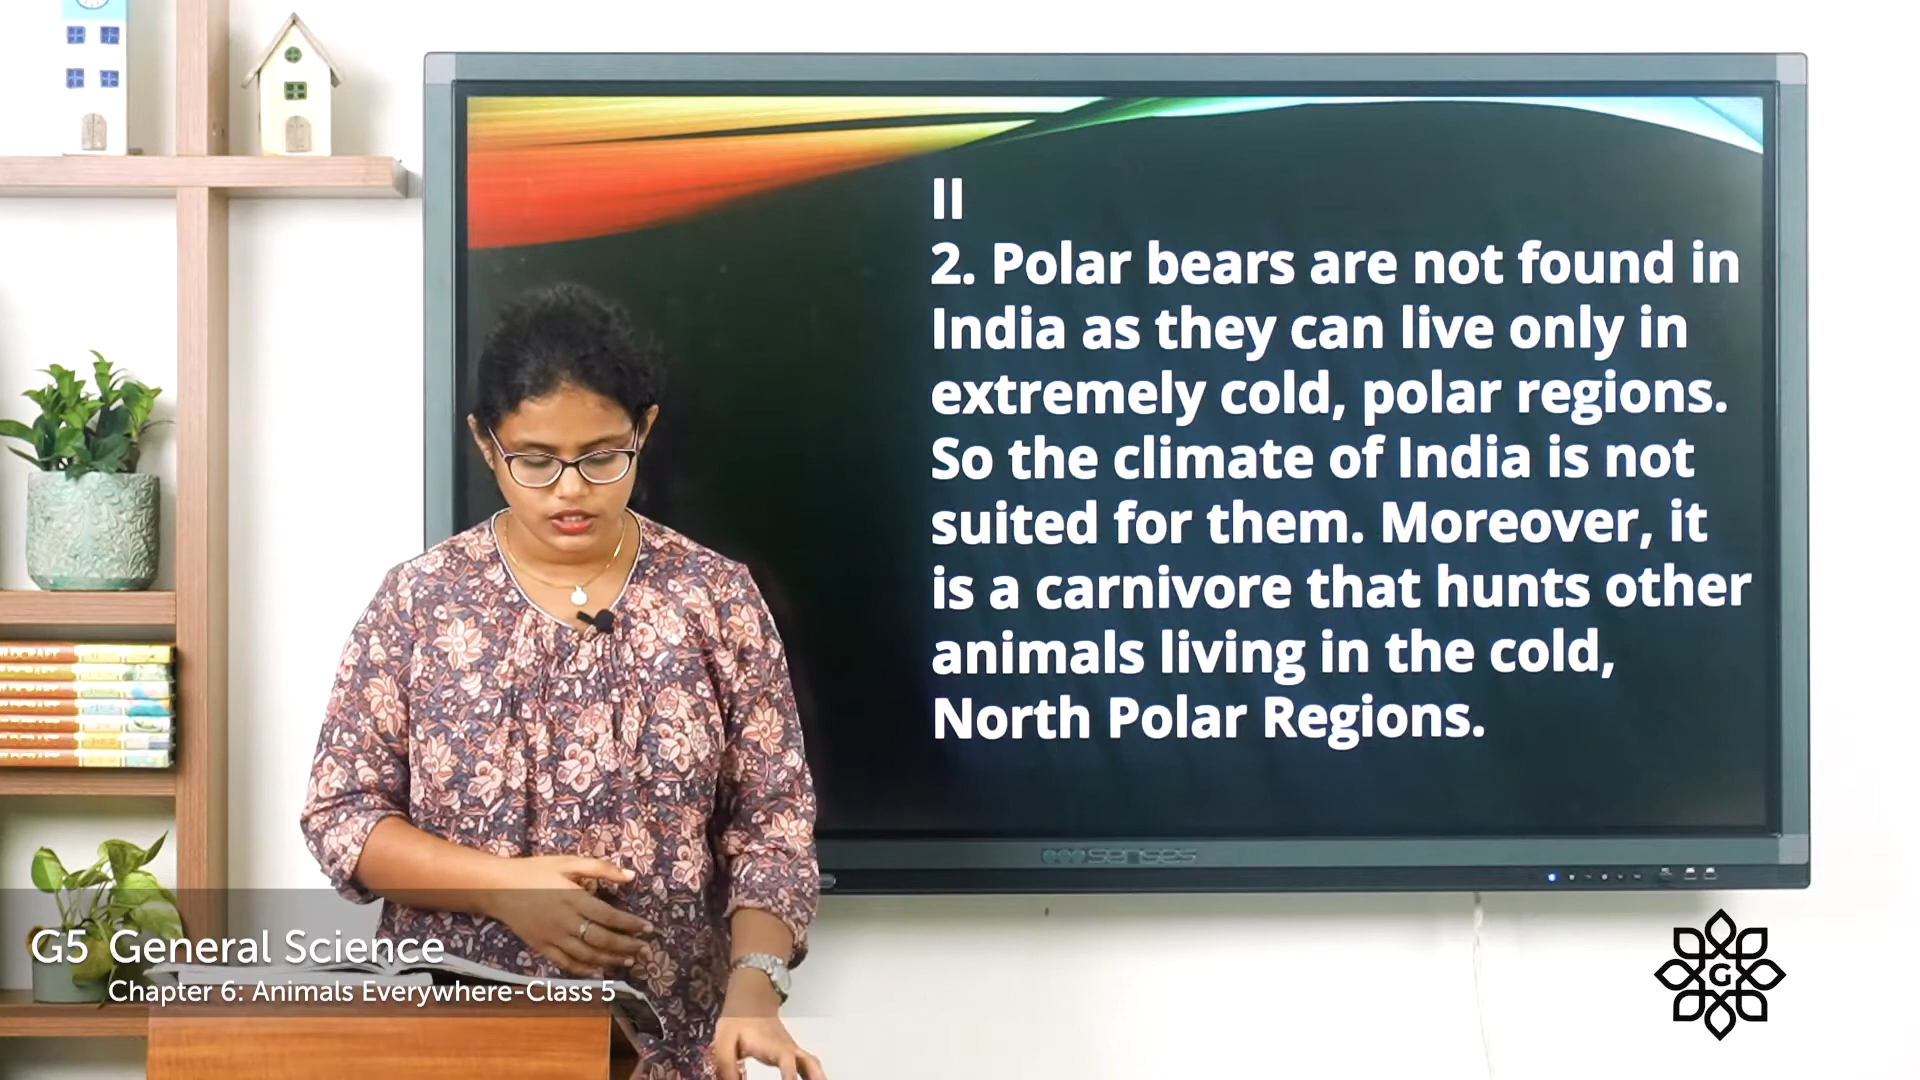 II
2. Polar bears are not found in
India as they can live only in
extremely cold, polar regions.
So the climate of India is not
suited for them. Moreover, it
is a carnivore that hunts other
animals living in the cold,
North Polar Regions.
senses
G5 General Science
Chapter 6: Animals Everywhere-Class 5
G